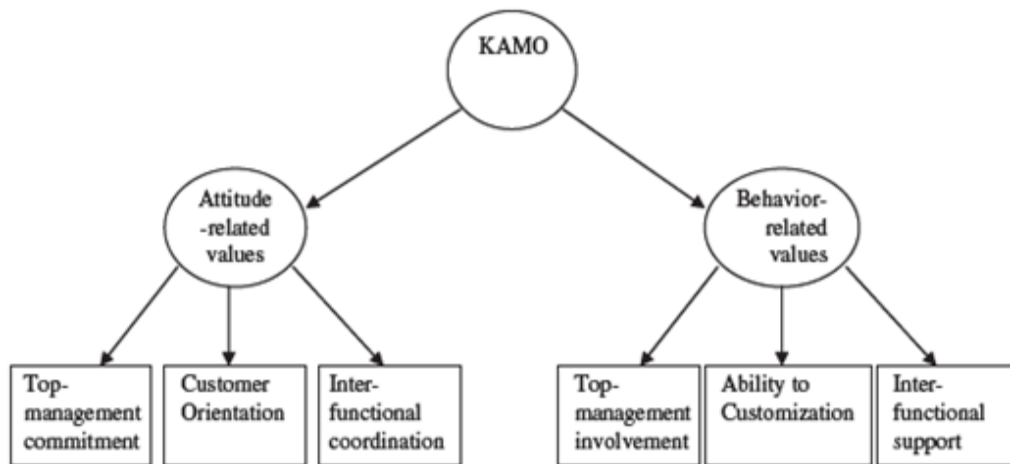 KAMO
Attitude
-related
values
Behavior-
related
values
Top-
management
commitment
Customer
Orientation
Inter-
functional
coordination
Top-
management
involvement
Ability to
Customization
Inter-
functional
support